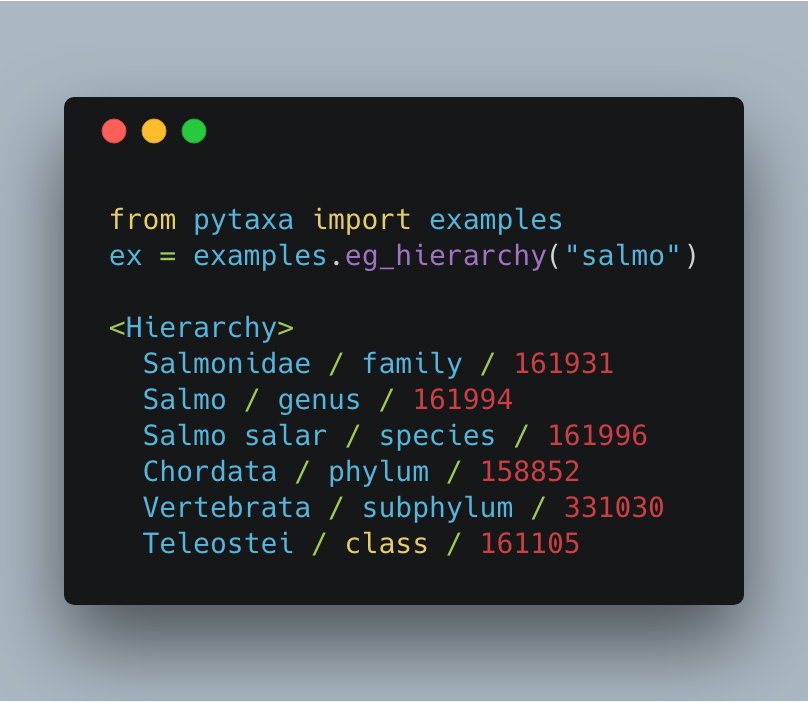 from pytaxa import examples
ex = examples.eg_hierarchy("salmo")
<Hierarchy>
Salmonidae / family / 161931
Salmo / genus / 161994
Salmo salar / species / 161996
Chordata / phylum / 158852
Vertebrata / subphylum / 331030
Teleostei / class / 161105